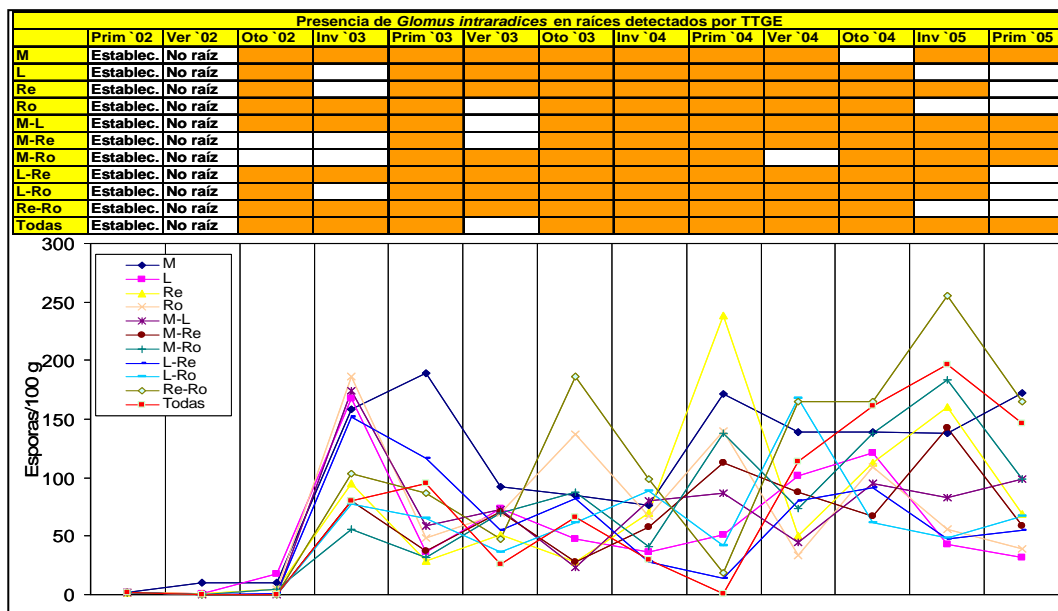 Presencia de Glomus intraradices en raíces detectados por TTGE
Prim `02 Ver `02 Oto `02 Inv `03 Prim `03 Ver `03 Oto `03 Inv `04 Prim `04 Ver `04 Oto `04 Inv `05 Prim `05
M Establec. No raíz
L Establec. No raíz
Re Establec. No raíz
Ro Establec. No raíz
M-L Establec. No raíz
M-Re Establec. No raíz
M-Ro Establec. No raíz
L-Re Establec. No raíz
L-Ro Establec. No raíz
Re-Ro Establec. No raíz
Todas Establec. No raíz
300
250
200
150
100
50
0
Esporas/100 g
M
L
Re
Ro
M-L
M-Re
M-Ro
L-Re
L-Ro
Re-Ro
Todas